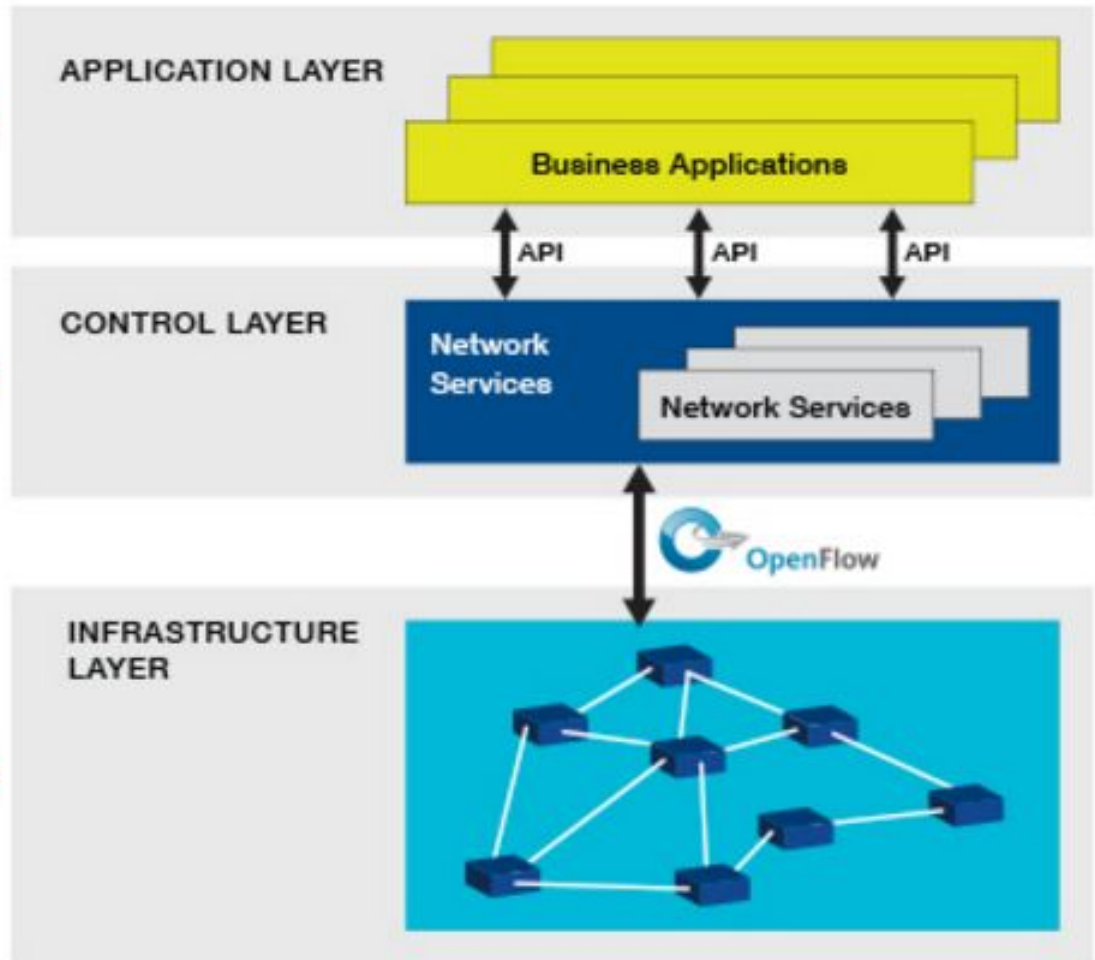 APPLICATION LAYER
Business Applications
API
API
API
CONTROL LAYER
Network
Services
Network Services
OpenFlow
INFRASTRUCTURE
LAYER